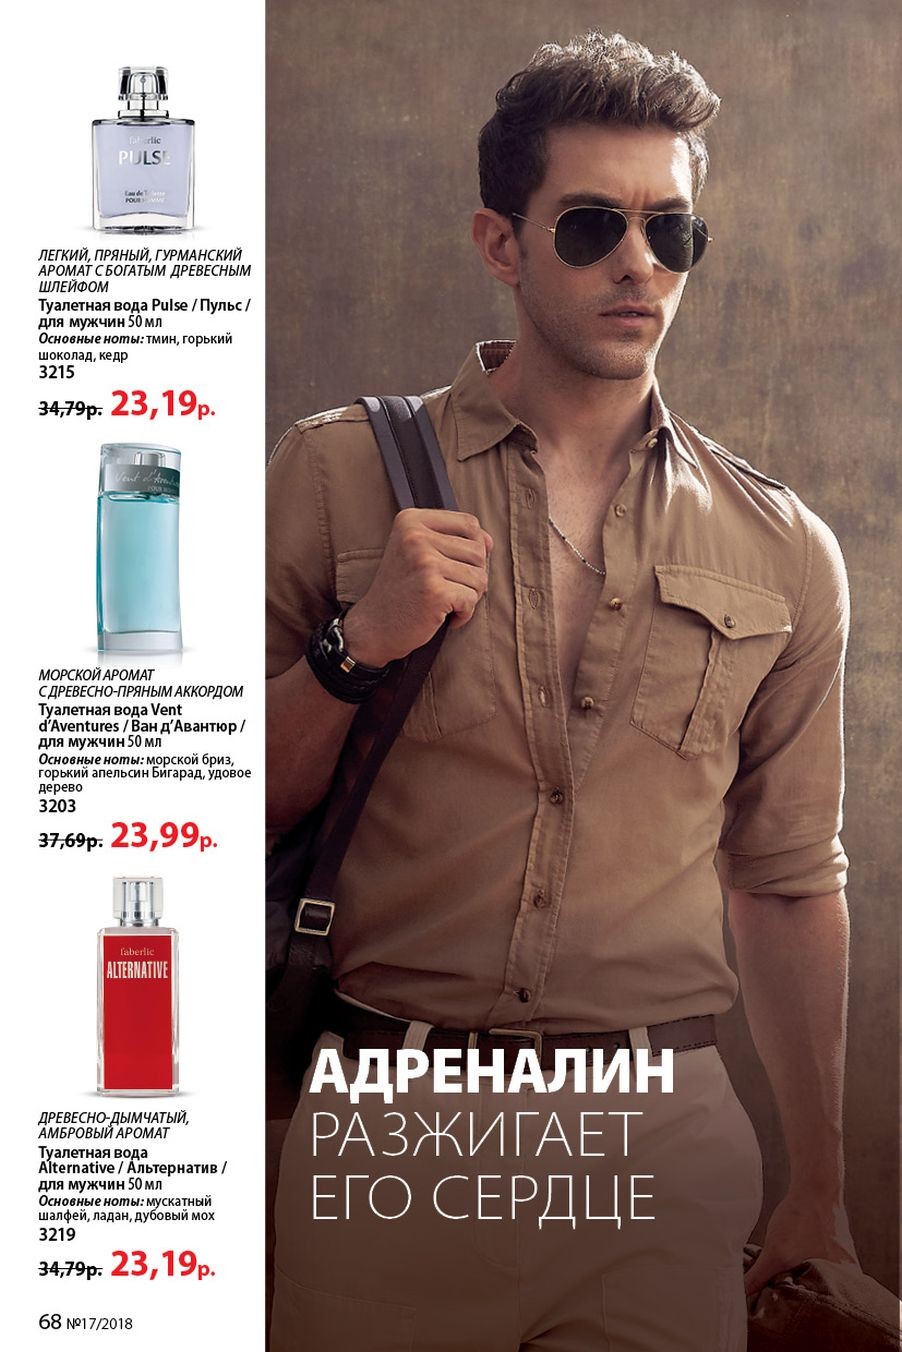 faberlic
PULSE
Eau de Toilette
POUR HOMME
ЛЕГКИЙ, ПРЯНЫЙ, ГУРМАНСКИЙ
АРОМАТ С БОГАТЫМ ДРЕВЕСНЫМ
ШЛЕЙФОМ
Туалетная вода Pulse / Пульс /
для мужчин 50 мл
Основные ноты: тмин, горький
шоколад, кедр
3215
34,79р. 23,19р.
Vent d'Aventures
POUR HOMME
МОРСКОЙ АРОМАТ
С ДРЕВЕСНО-ПРЯНЫМ АККОРДОМ
Туалетная вода Vent
d’Aventures / Ван д’Авантюр /
для мужчин 50 мл
Основные ноты: морской бриз,
горький апельсин Бигарад, удовое
дерево
3203
37,69р. 23,99р.
faberlic
ALTERNATIVE
ДРЕВЕСНО-ДЫМЧАТЫЙ,
АМБРОВЫЙ АРОМАТ
Туалетная вода
Alternative / Альтернатив /
для мужчин 50 мл
Основные ноты: мускатный
шалфей, ладан, дубовый мох
3219
34,79р. 23,19р.
68 №17/2018
АДРЕНАЛИН
РАЗЖИГАЕТ
ЕГО СЕРДЦЕ